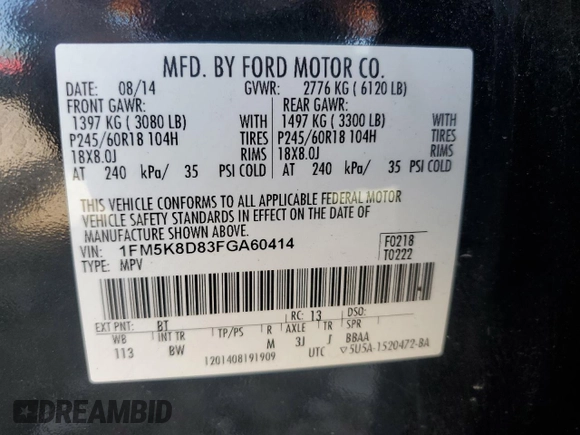 MFD. BY FORD MOTOR CO.
DATE: 08/14 GVWR: 2776 KG ( 6120 LB)
FRONT GAWR: REAR GAWR:
1397 KG ( 3080 LB) WITH 1497 KG ( 3300 LB) WITH
P245/60R18 104H TIRES P245/60R18 104H TIRES
18X8.0J RIMS 18X8.0J RIMS
AT 240 kPa/ 35 PSI COLD AT 240 kPa/ 35 PSI COLD
THIS VEHICLE CONFORMS TO ALL APPLICABLE FEDERAL MOTOR
VEHICLE SAFETY STANDARDS IN EFFECT ON THE DATE OF
MANUFACTURE SHOWN ABOVE.
VIN: 1FM5K8D83FGA60414 F0218
TYPE: MPV T0222
EXT PNT: BT RC: 13 DSO:
WB INT TR TP/PS R AXLE TR SPR
113 BW M 3J J BBAA
1201408191909 UTC ▽5U5A-1520472-BA
DREAMBID